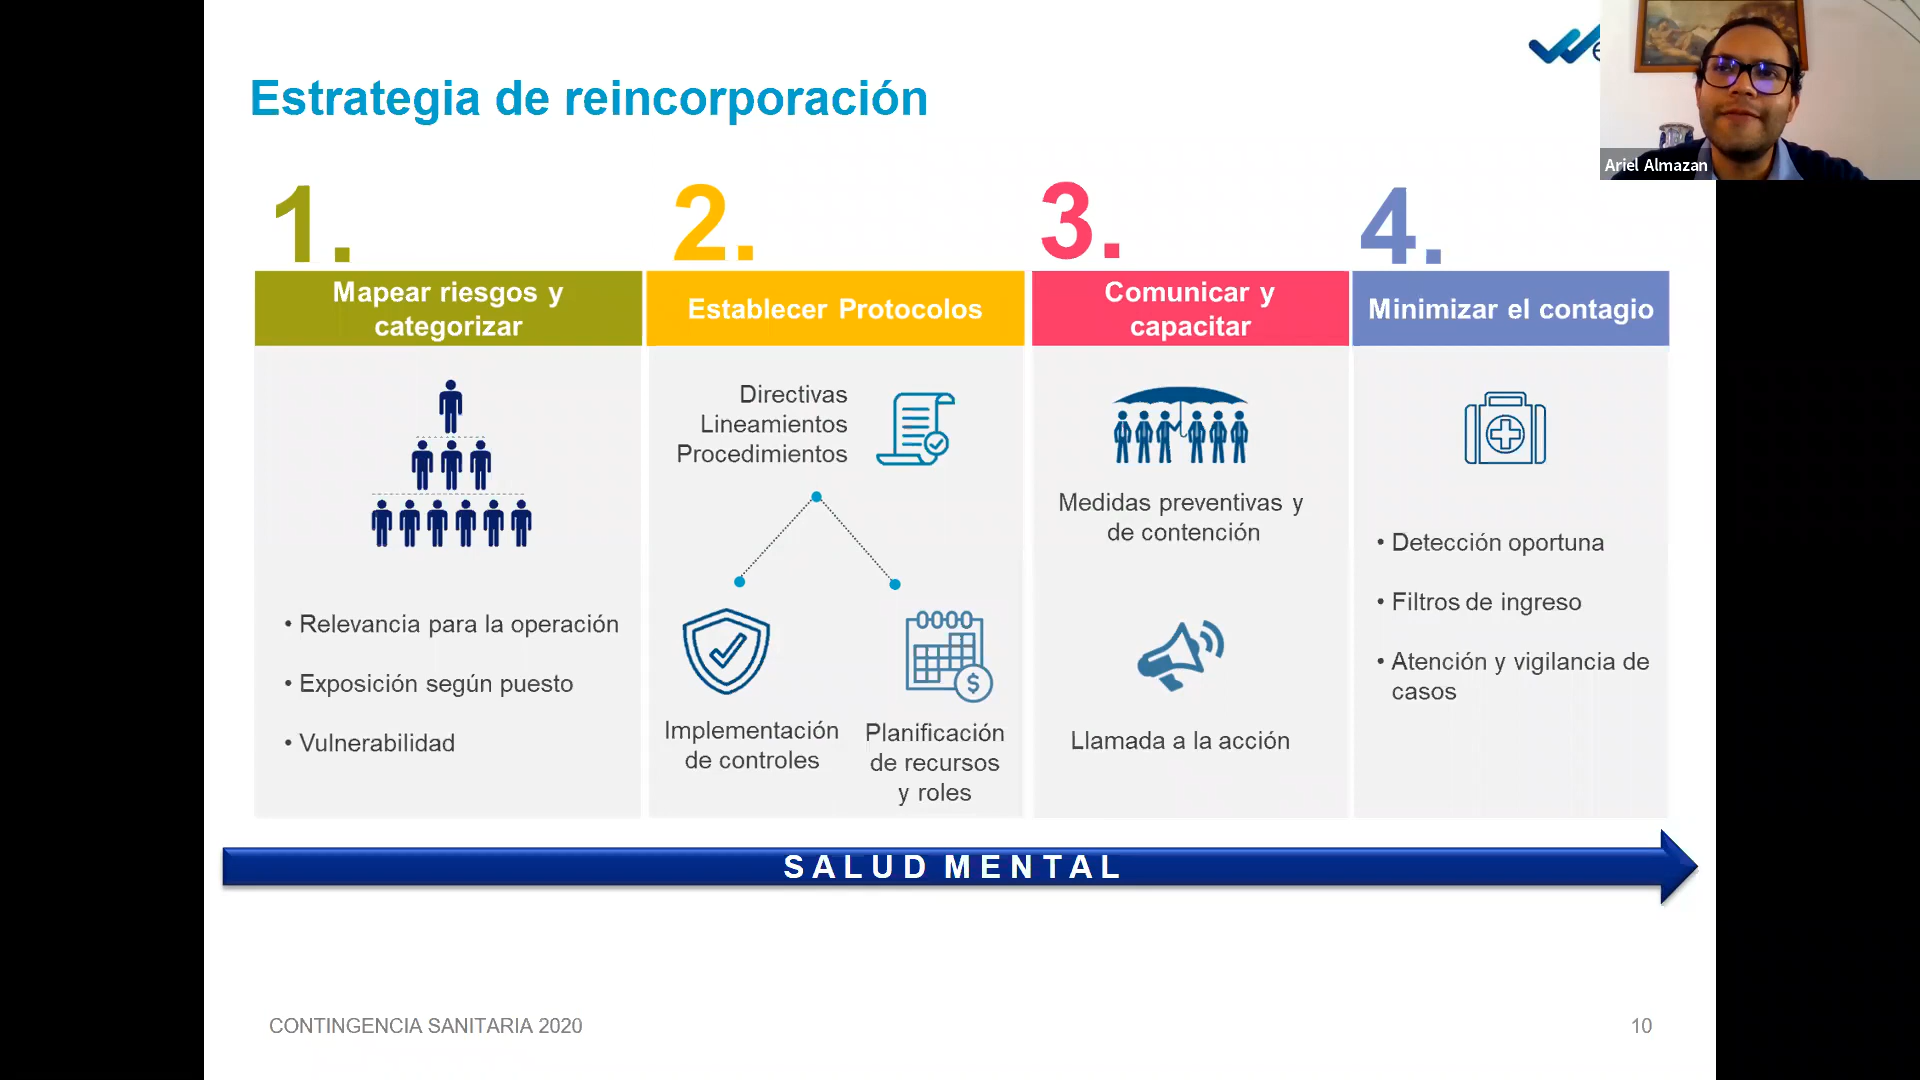 Estrategia de reincorporación
Ariel Almazan
1.
Mapear riesgos y
categorizar
• Relevancia para la operación
• Exposición según puesto
• Vulnerabilidad
2.
Establecer Protocolos
Directivas
Lineamientos
Procedimientos
Implementación
de controles
$
Planificación
de recursos
y roles
3.
Comunicar y
capacitar
Medidas preventivas y
de contención
Llamada a la acción
4.
Minimizar el contagio
• Detección oportuna
• Filtros de ingreso
• Atención y vigilancia de
casos
SALUD MENTAL
CONTINGENCIA SANITARIA 2020
10